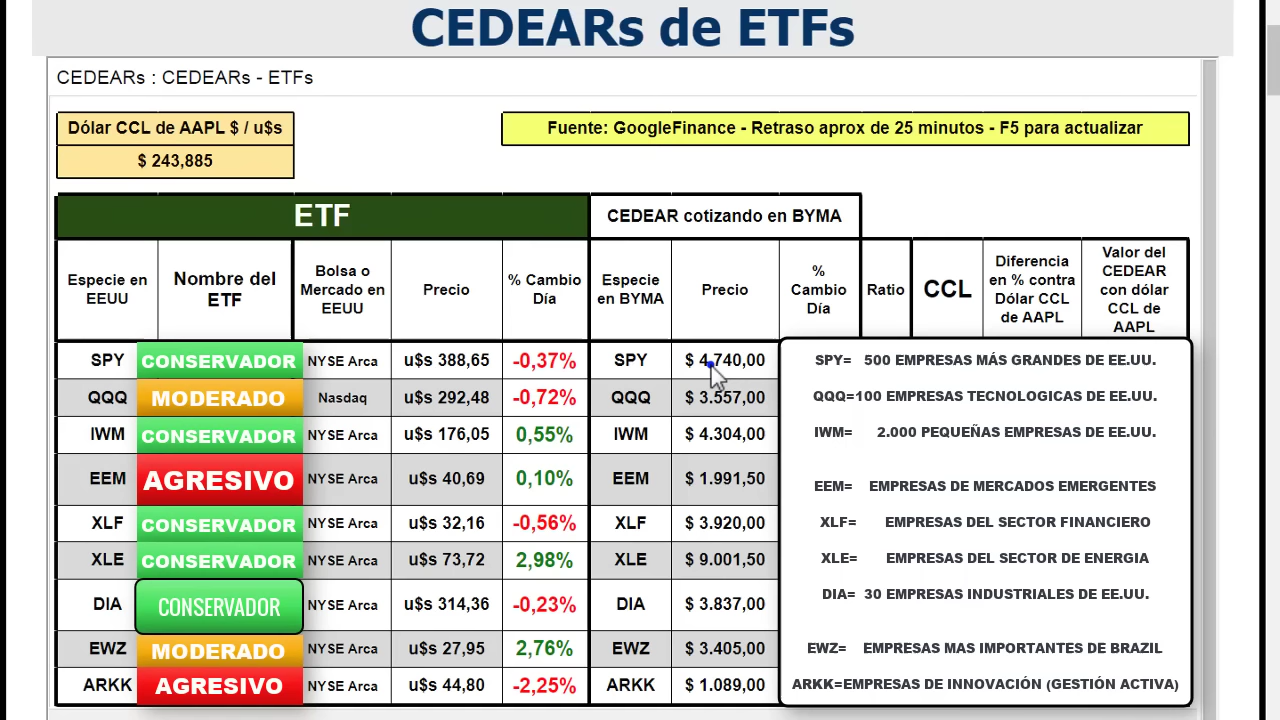 CEDEARs de ETFs
CEDEARs : CEDEARs - ETFs
Dólar CCL de AAPL $ / u$s
$ 243,885
Fuente: GoogleFinance - Retraso aprox de 25 minutos - F5 para actualizar
ETF
CEDEAR cotizando en BYMA
Especie en EEUU
Nombre del ETF
Bolsa o Mercado en EEUU
Precio
% Cambio Día
Especie en BYMA
Precio
% Cambio Día
Ratio
CCL
Diferencia en % contra Dólar CCL de AAPL
Valor del CEDEAR con dólar CCL de AAPL
SPY CONSERVADOR NYSE Arca u$s 388,65 -0,37% SPY $ 4.740,00 SPY= 500 EMPRESAS MÁS GRANDES DE EE.UU.
QQQ MODERADO Nasdaq u$s 292,48 -0,72% QQQ $ 3.557,00 QQQ=100 EMPRESAS TECNOLOGICAS DE EE.UU.
IWM CONSERVADOR NYSE Arca u$s 176,05 0,55% IWM $ 4.304,00 IWM= 2.000 PEQUEÑAS EMPRESAS DE EE.UU.
EEM AGRESIVO NYSE Arca u$s 40,69 0,10% EEM $ 1.991,50 EEM= EMPRESAS DE MERCADOS EMERGENTES
XLF CONSERVADOR NYSE Arca u$s 32,16 -0,56% XLF $ 3.920,00 XLF= EMPRESAS DEL SECTOR FINANCIERO
XLE CONSERVADOR NYSE Arca u$s 73,72 2,98% XLE $ 9.001,50 XLE= EMPRESAS DEL SECTOR DE ENERGIA
DIA CONSERVADOR NYSE Arca u$s 314,36 -0,23% DIA $ 3.837,00 DIA= 30 EMPRESAS INDUSTRIALES DE EE.UU.
EWZ MODERADO NYSE Arca u$s 27,95 2,76% EWZ $ 3.405,00 EWZ= EMPRESAS MAS IMPORTANTES DE BRAZIL
ARKK AGRESIVO NYSE Arca u$s 44,80 -2,25% ARKK $ 1.089,00 ARKK=EMPRESAS DE INNOVACIÓN (GESTIÓN ACTIVA)